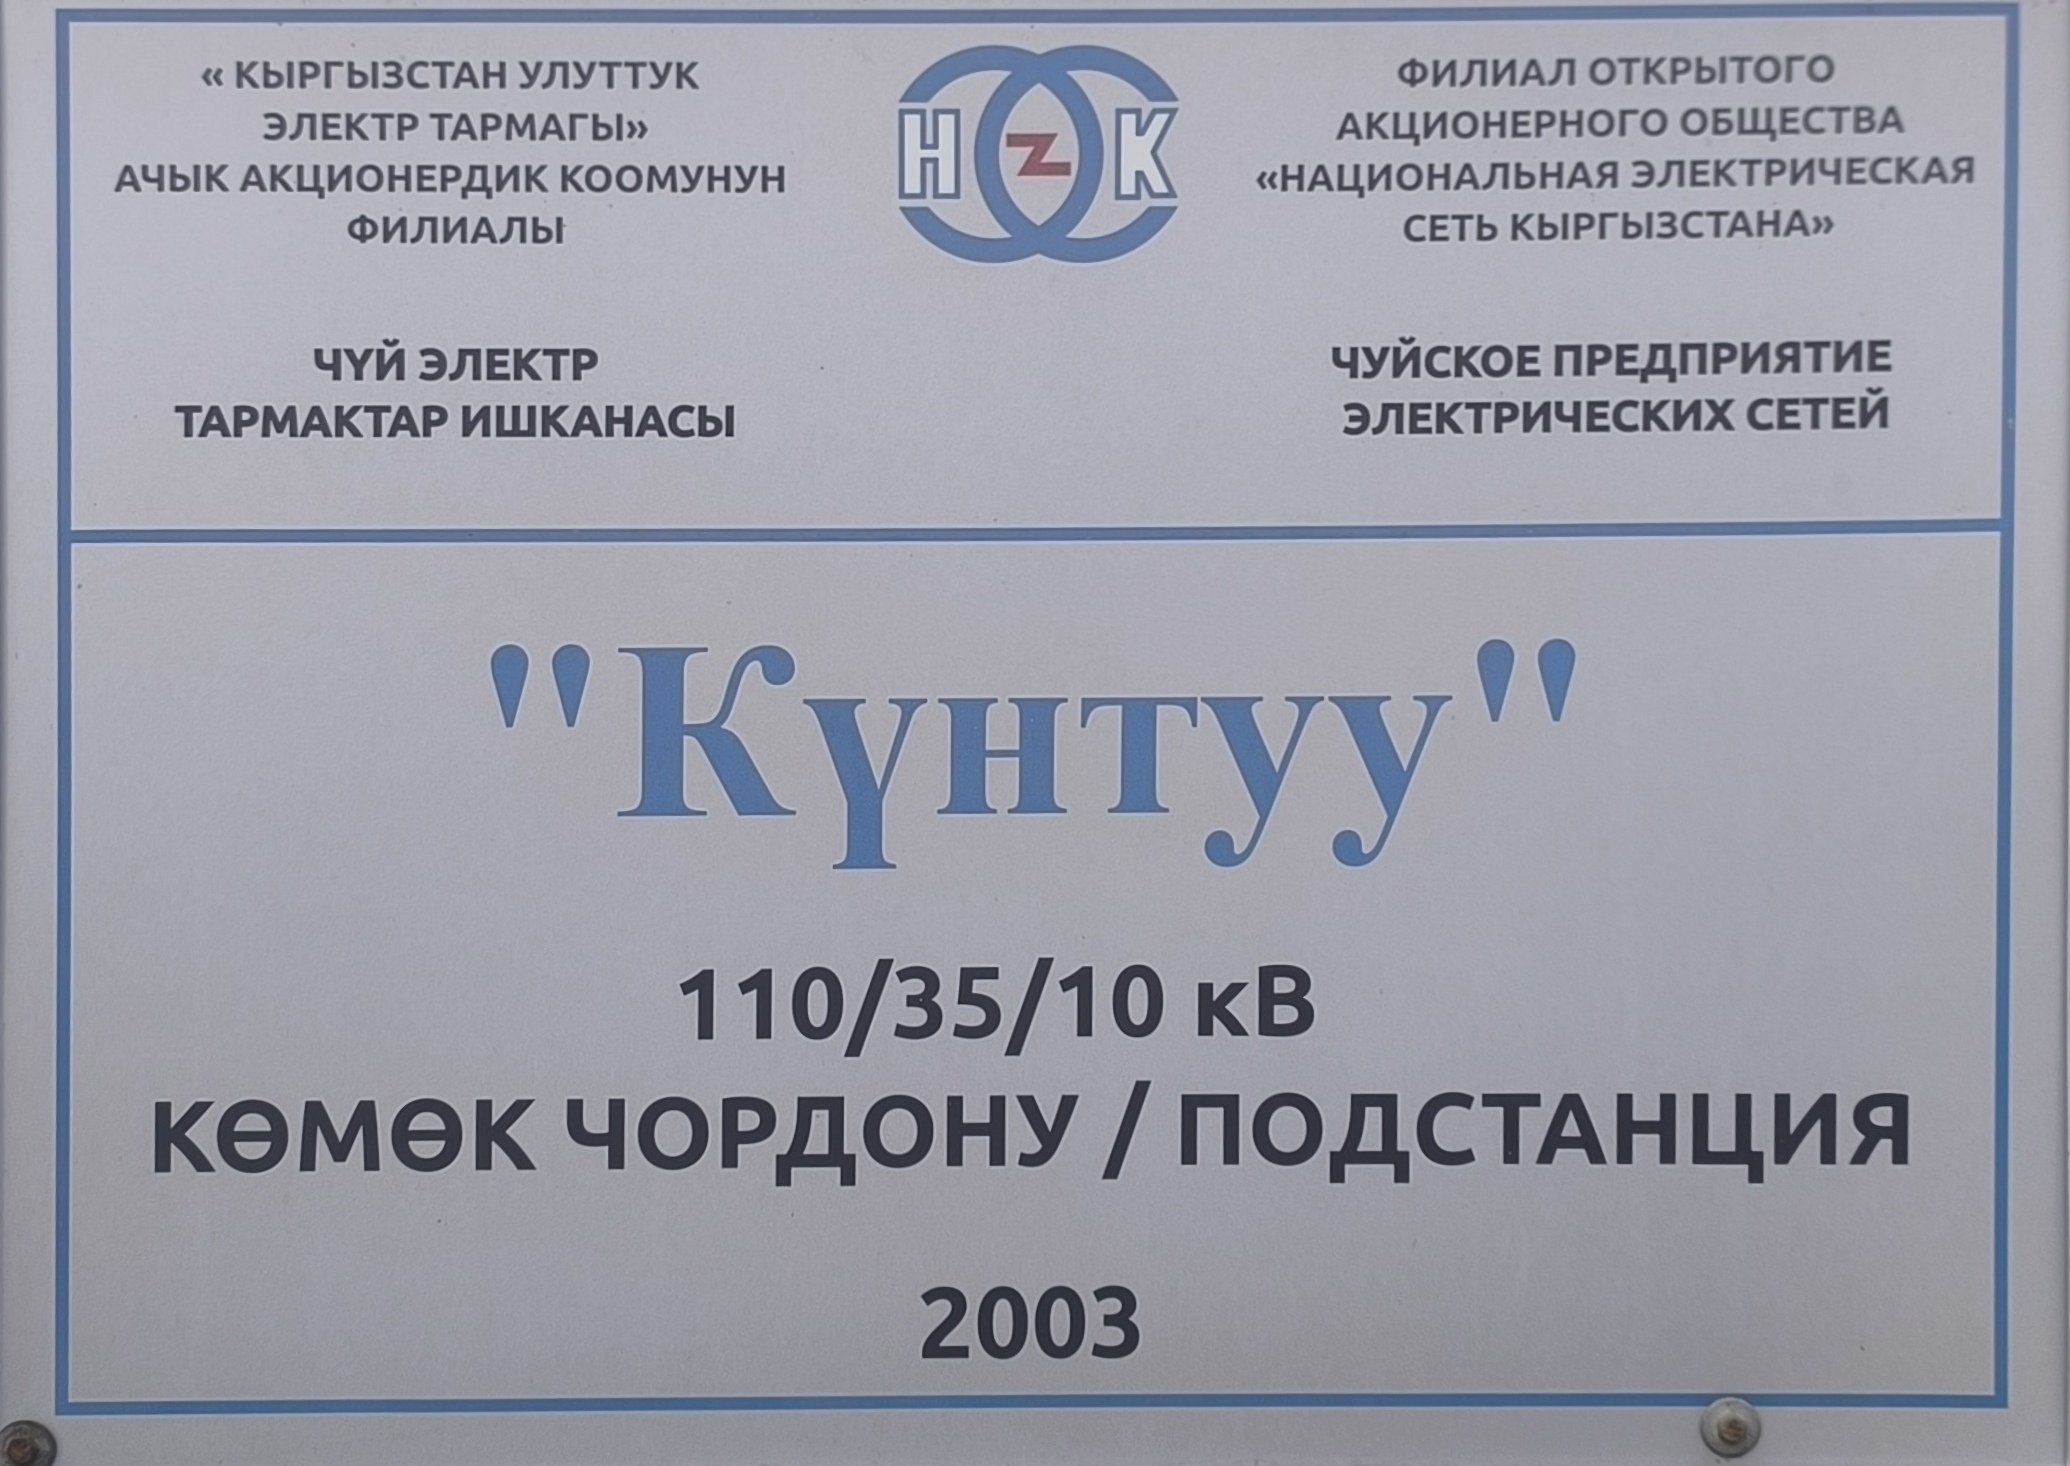 « КЫРГЫЗСТАН УЛУТТУК
ЭЛЕКТР ТАРМАГЫ»
АЧЫК АКЦИОНЕРДИК КООМУНУН
ФИЛИАЛЫ
ЧҮЙ ЭЛЕКТР
ТАРМАКТАР ИШКАНАСЫ
НЭК
ФИЛИАЛ ОТКРЫТОГО
АКЦИОНЕРНОГО ОБЩЕСТВА
«НАЦИОНАЛЬНАЯ ЭЛЕКТРИЧЕСКАЯ
СЕТЬ КЫРГЫЗСТАНА»
ЧУЙСКОЕ ПРЕДПРИЯТИЕ
ЭЛЕКТРИЧЕСКИХ СЕТЕЙ
"Күнтуу"
110/35/10 кВ
КӨМӨК ЧОРДОНУ / ПОДСТАНЦИЯ
2003